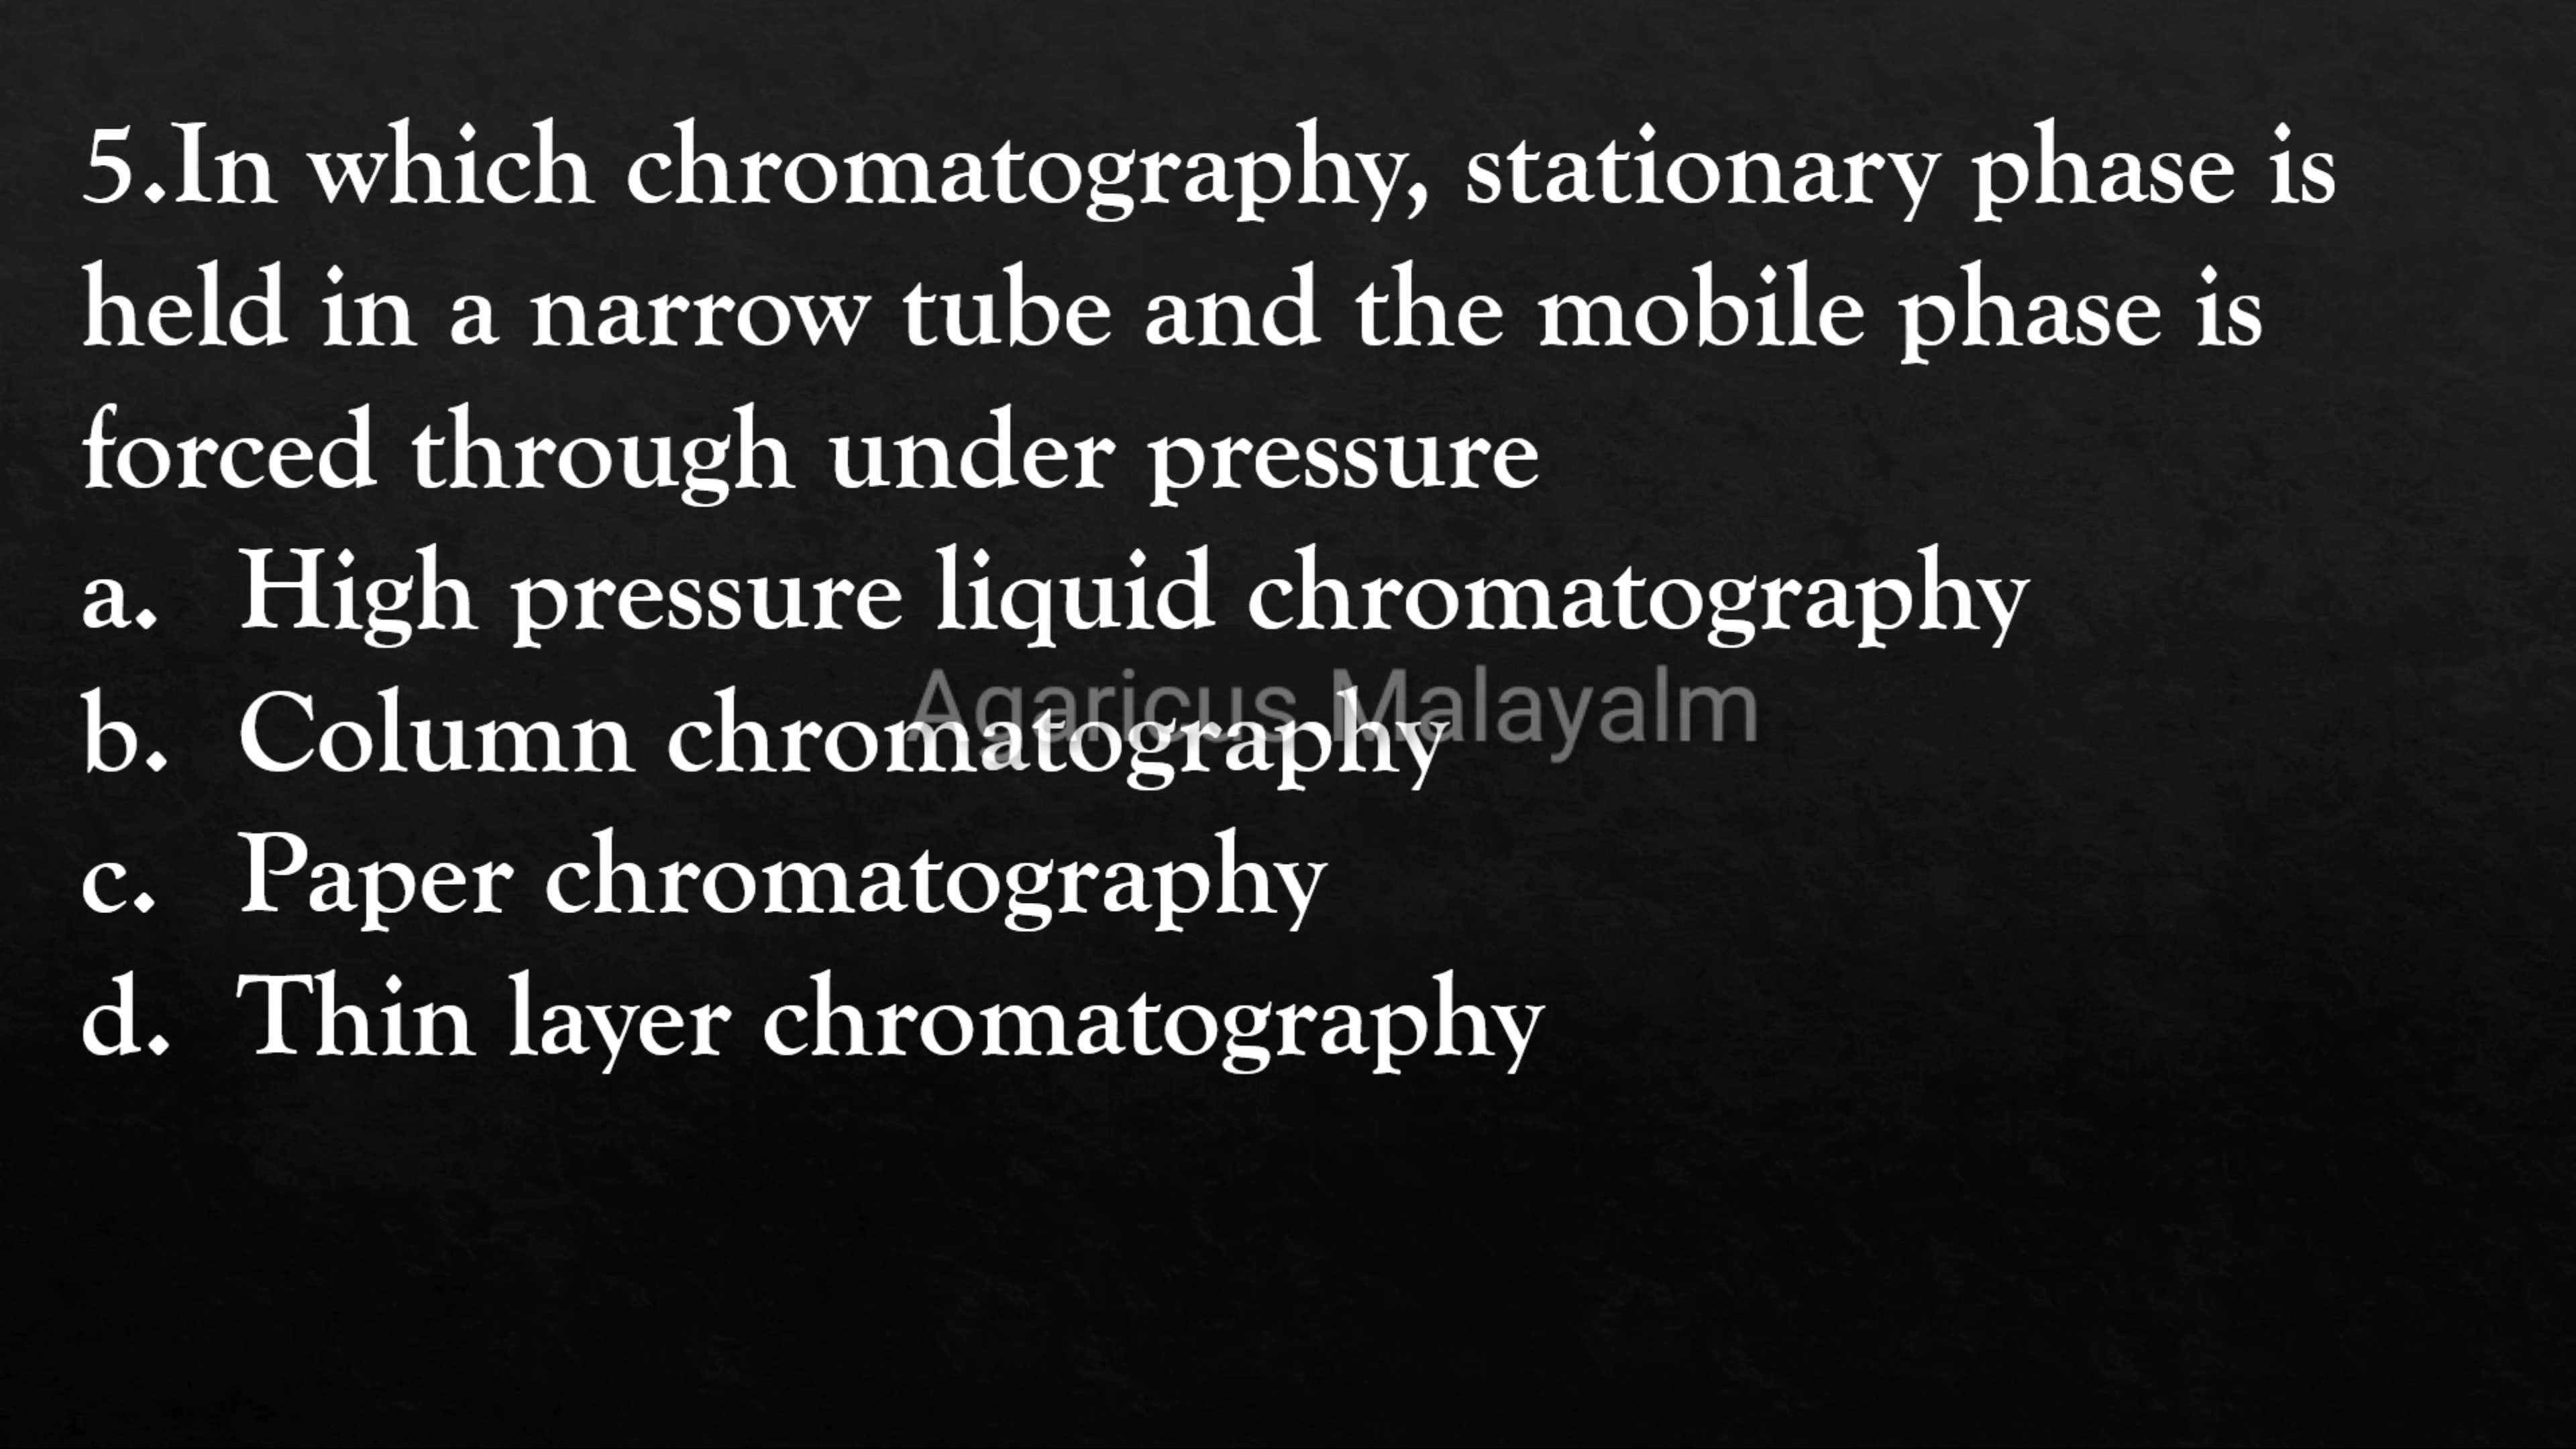 5.In which chromatography, stationary phase is
held in a narrow tube and the mobile phase is
forced through under pressure
a. High pressure liquid chromatography
Agaricus Malayalm
b. Column chromatography
c. Paper chromatography
d. Thin layer chromatography